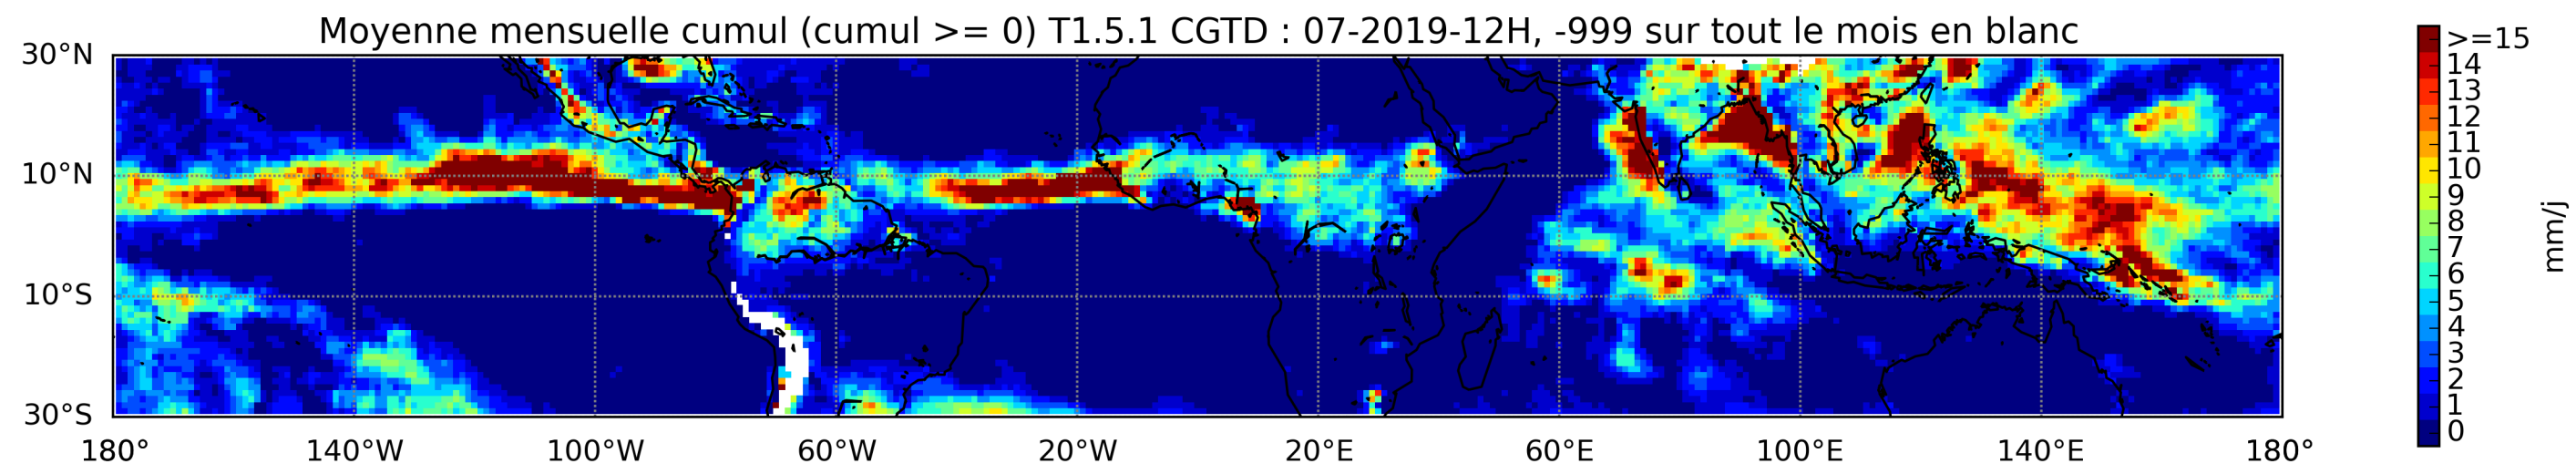 Moyenne mensuelle cumul (cumul >= 0) T1.5.1 CGTD : 07-2019-12H, -999 sur tout le mois en blanc
30°N
10°N
10°S
30°S
180° 140°W 100°W 60°W 20°W 20°E 60°E 100°E 140°E 180°
>=15
14
13
12
11
10
9
8
7
6
5
4
3
2
1
0
mm/j